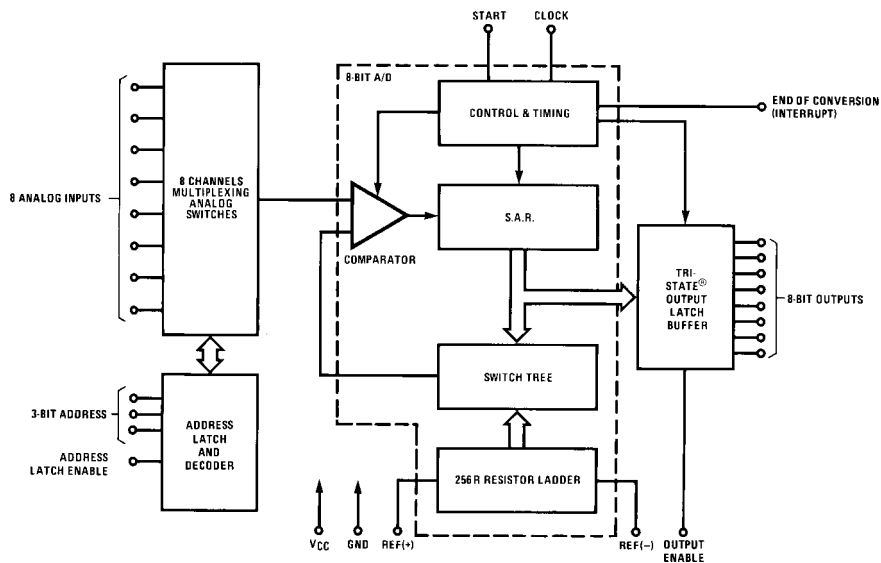 START
CLOCK
8-BIT A/D
CONTROL & TIMING
END OF CONVERSION
(INTERRUPT)
8 ANALOG INPUTS
8 CHANNELS
MULTIPLEXING
ANALOG
SWITCHES
COMPARATOR
S.A.R.
TRI-
STATE®
OUTPUT
LATCH
BUFFER
8-BIT OUTPUTS
SWITCH TREE
3-BIT ADDRESS
ADDRESS
LATCH ENABLE
ADDRESS
LATCH
AND
DECODER
256R RESISTOR LADDER
VCC
GND
REF(+)
REF(−)
OUTPUT
ENABLE